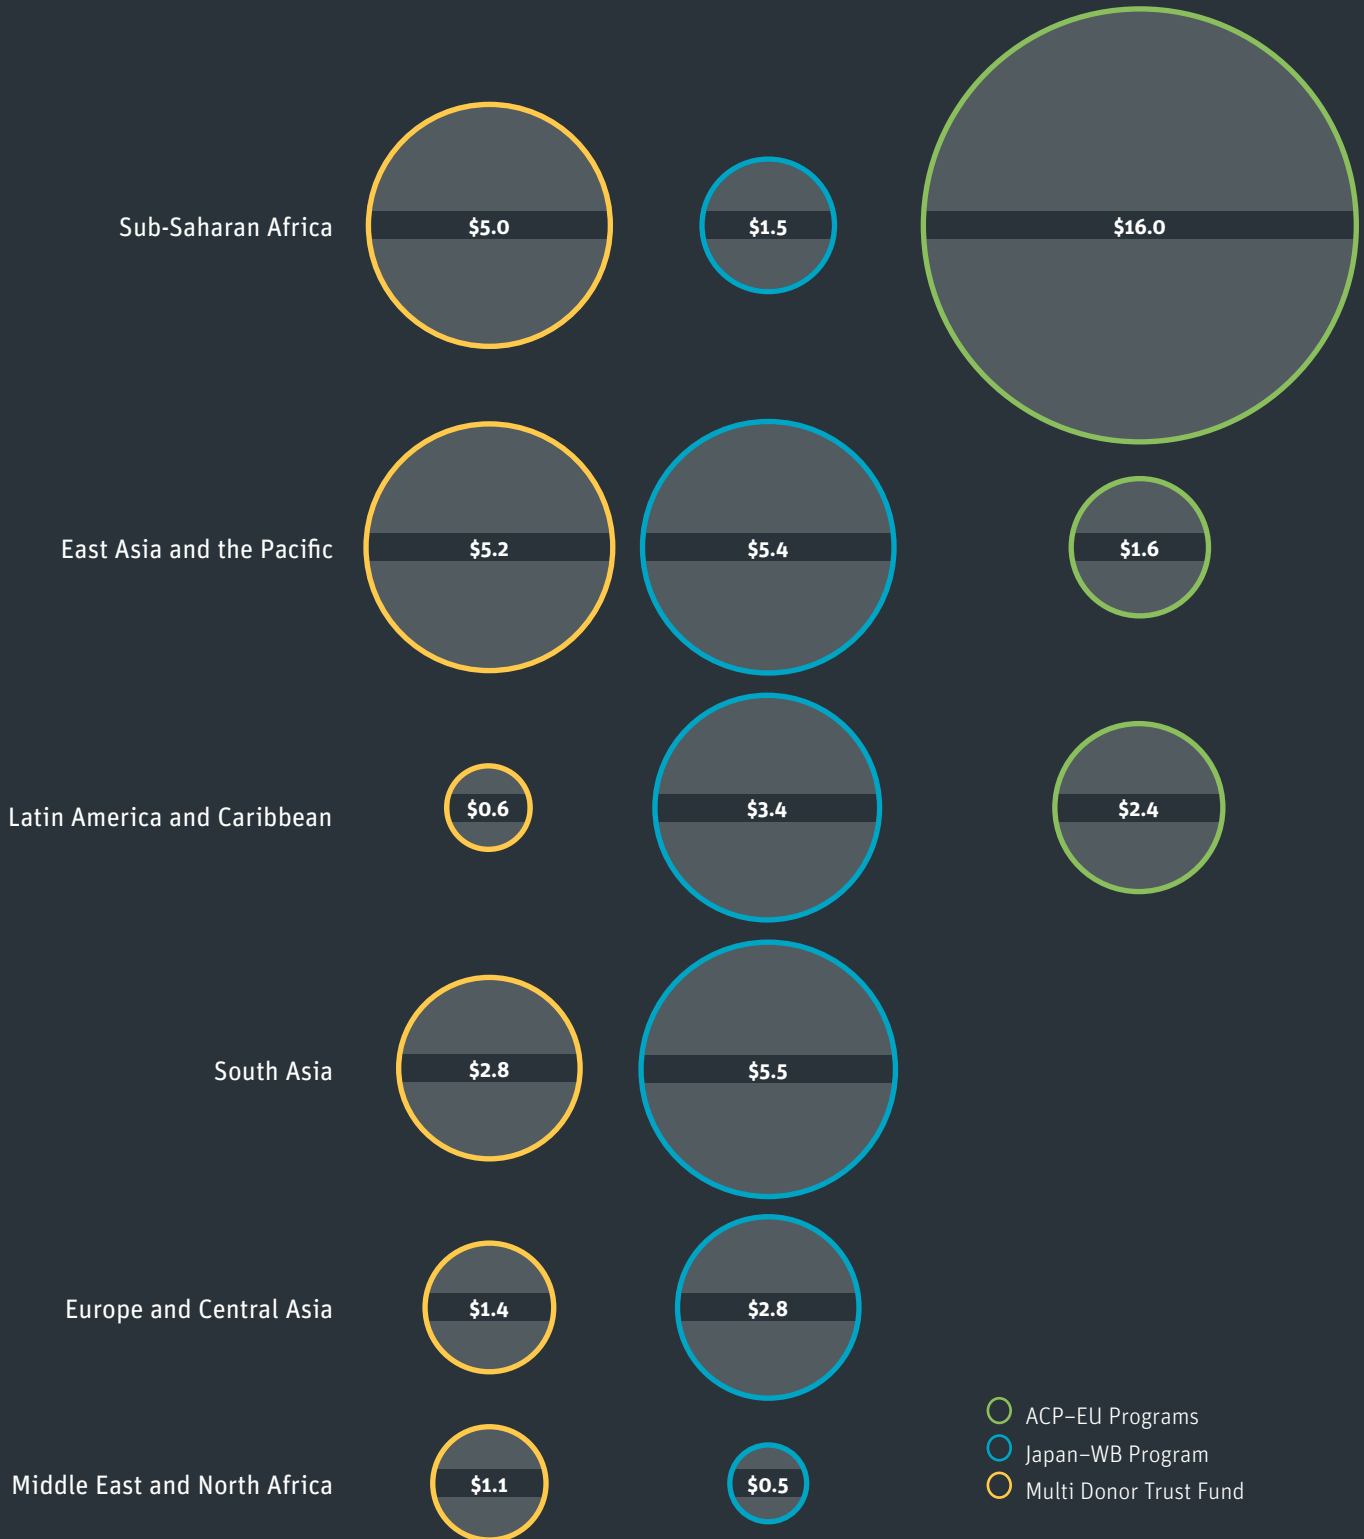 Sub-Saharan Africa
$5.0
$1.5
$16.0
East Asia and the Pacific
$5.2
$5.4
$1.6
Latin America and Caribbean
$0.6
$3.4
$2.4
South Asia
$2.8
$5.5
Europe and Central Asia
$1.4
$2.8
Middle East and North Africa
$1.1
$0.5
ACP–EU Programs
Japan–WB Program
Multi Donor Trust Fund